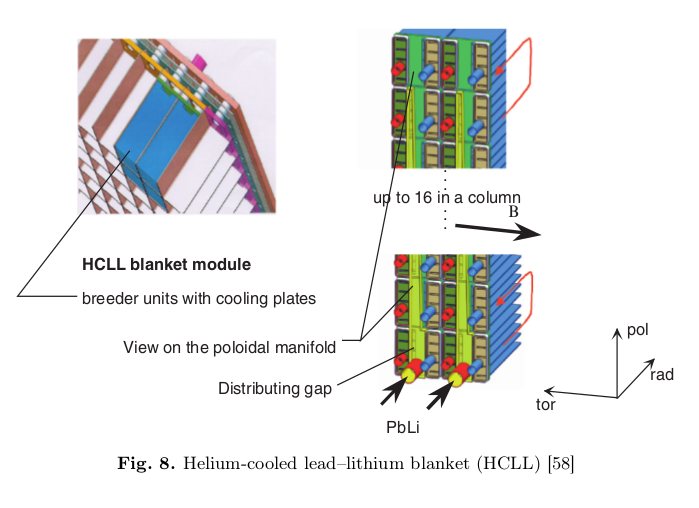 up to 16 in a column
B
HCLL blanket module
breeder units with cooling plates
View on the poloidal manifold
Distributing gap
PbLi
pol
rad
tor
Fig. 8. Helium-cooled lead–lithium blanket (HCLL) [58]